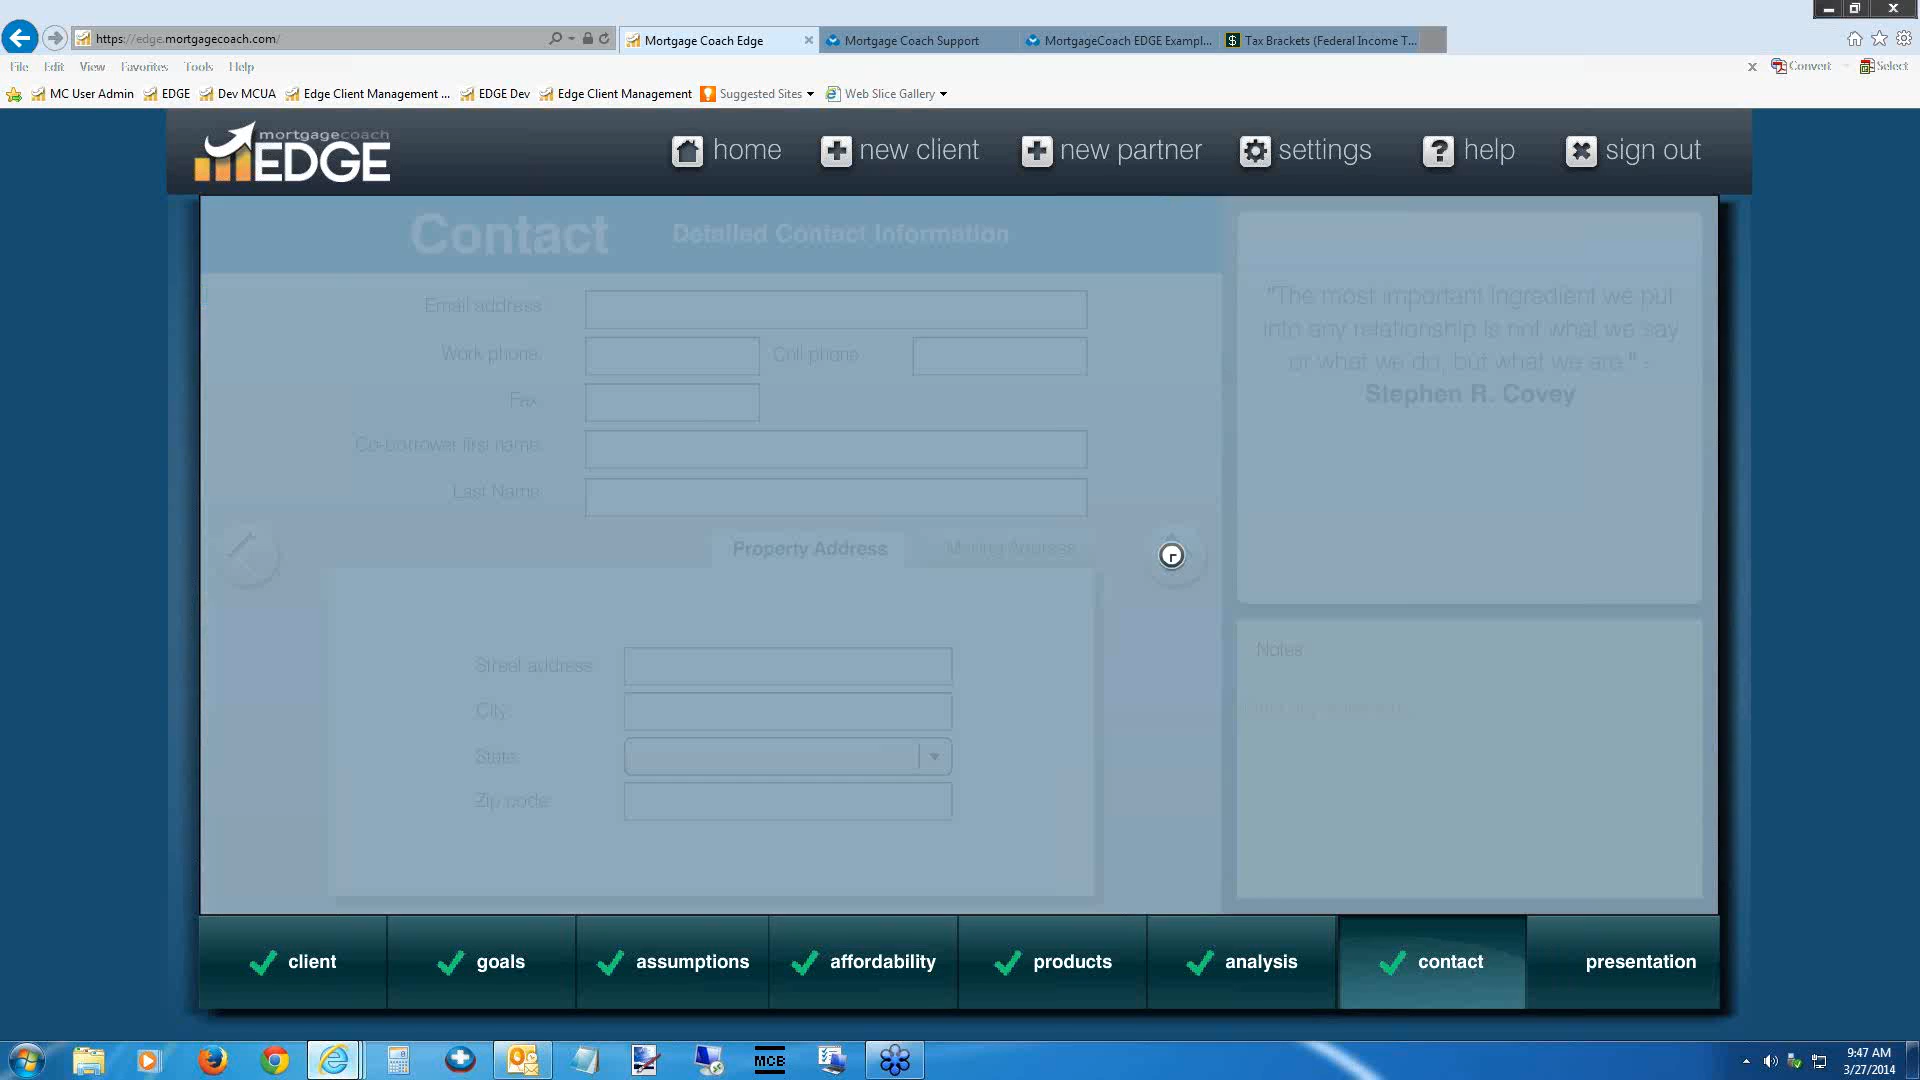 https://edge.mortgagecoach.com/
Mortgage Coach Edge
Mortgage Coach Support
MortgageCoach EDGE Exampl...
Tax Brackets (Federal Income T...
File Edit View Favorites Tools Help
Convert
Select
MC User Admin
EDGE
Dev MCUA
Edge Client Management ...
EDGE Dev
Edge Client Management
Suggested Sites
Web Slice Gallery
mortgagecoach
EDGE
home
new client
new partner
settings
help
sign out
Contact
Detailed Contact Information
Email address
Work phone:
Cell phone
Fax
Co-borrower first name:
Last Name:
Property Address
Mailing Address
Street address
City:
State:
Zip code:
"The most important ingredient we put
into any relationship is not what we say
or what we do, but what we are." -
Stephen R. Covey
Notes
client
goals
assumptions
affordability
products
analysis
contact
presentation
MCB
9:47 AM
3/27/2014